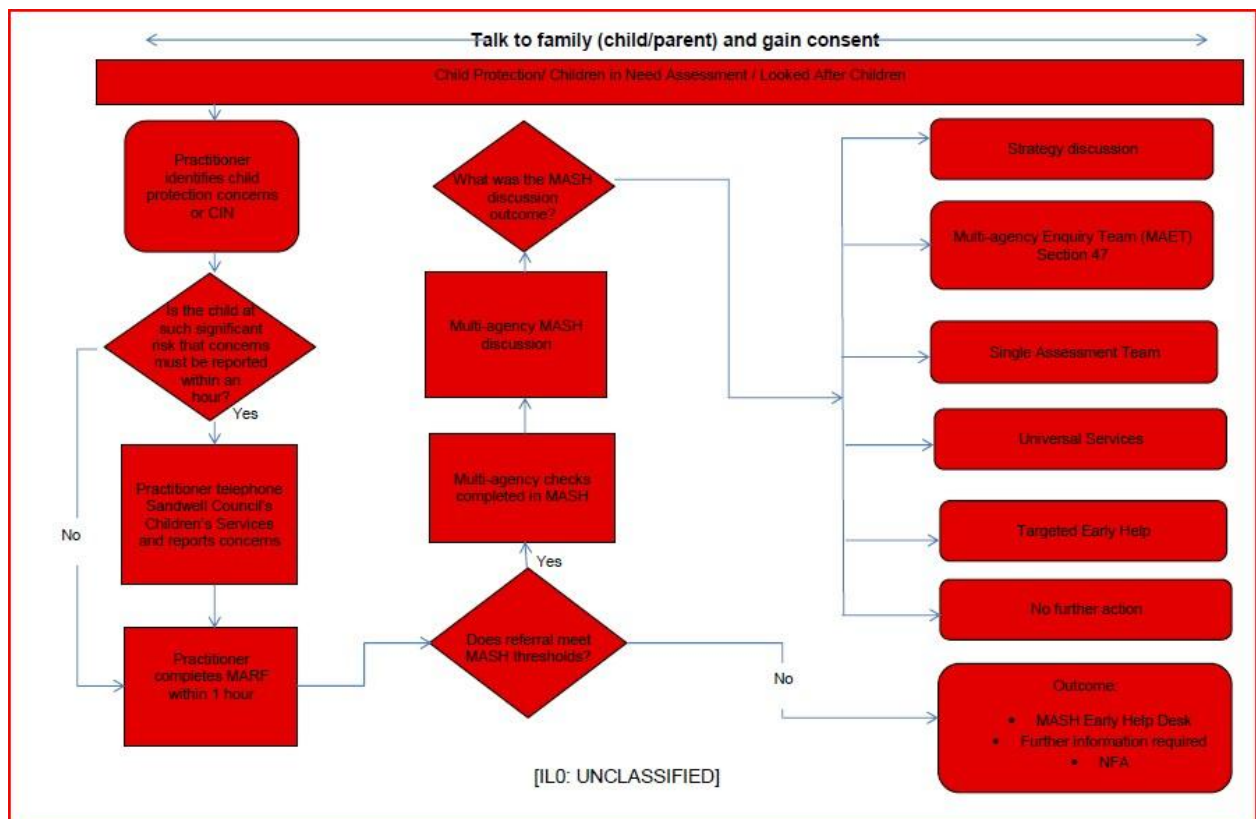 Talk to family (child/parent) and gain consent
Child Protection/ Children in Need Assessment / Looked After Children
Practitioner
identifies child
protection concerns
or CIN
Is the child at
such significant
risk that concerns
must be reported
within an
hour?
Yes
No
Practitioner telephone
Sandwell Council's
Children's Services
and reports concerns
Practitioner
completes MARF
within 1 hour
What was the MASH
discussion
outcome?
Multi-agency MASH
discussion
Multi-agency checks
completed in MASH
Yes
Does referral meet
MASH thresholds?
No
Strategy discussion
Multi-agency Enquiry Team (MAET)
Section 47
Single Assessment Team
Universal Services
Targeted Early Help
No further action
Outcome:
• MASH Early Help Desk
• Further information required
• NFA
[IL0: UNCLASSIFIED]